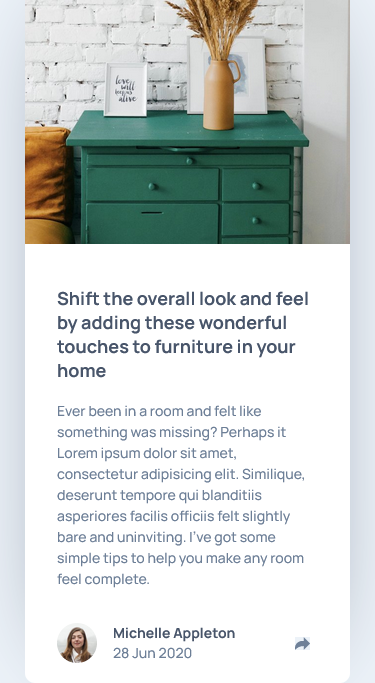 love
will
keep us
alive
Shift the overall look and feel
by adding these wonderful
touches to furniture in your
home
Ever been in a room and felt like
something was missing? Perhaps it
Lorem ipsum dolor sit amet,
consectetur adipisicing elit. Similique,
deserunt tempore qui blanditiis
asperiores facilis officiis felt slightly
bare and uninviting. I've got some
simple tips to help you make any room
feel complete.
Michelle Appleton
28 Jun 2020